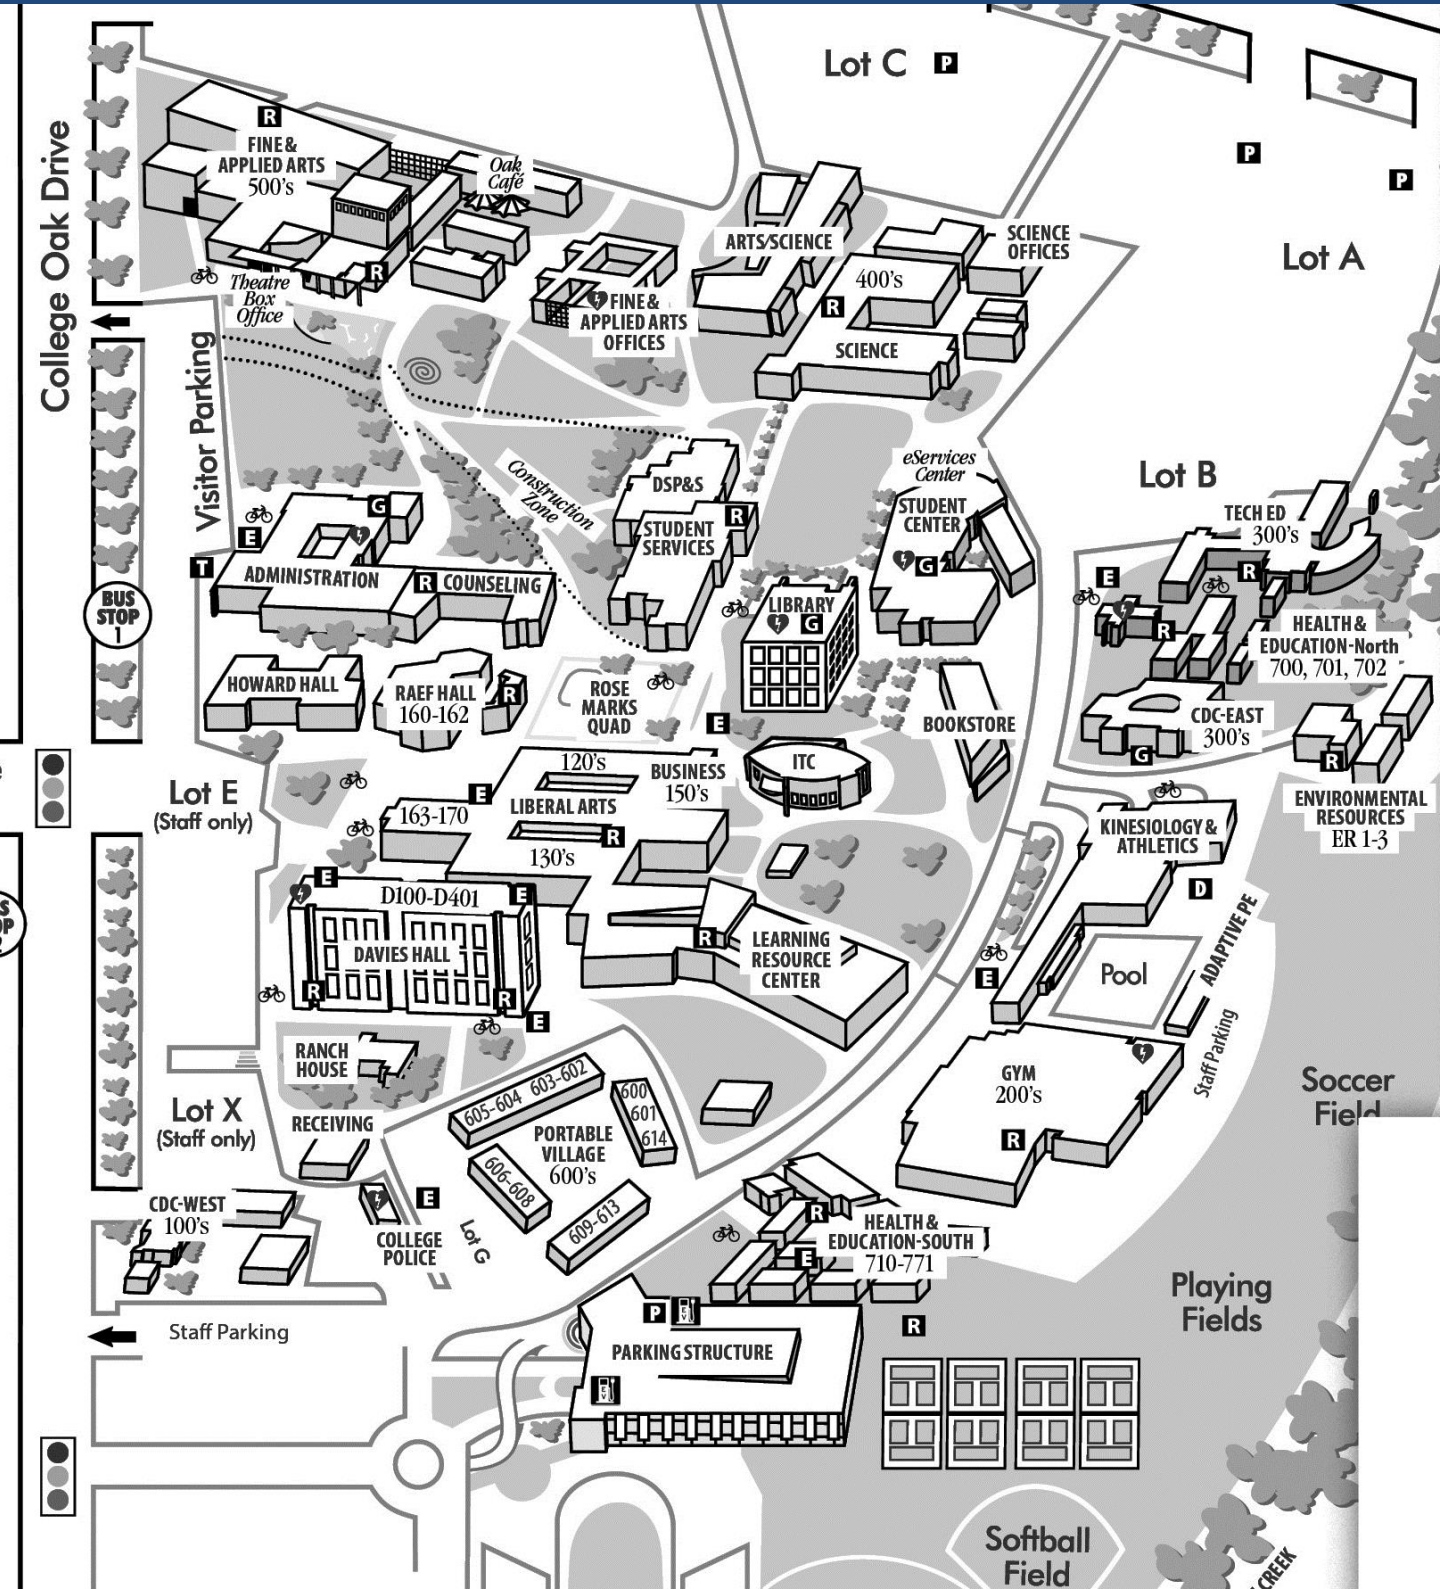 Lot C
P
P
P
Lot A
College Oak Drive
R
FINE &
APPLIED ARTS
500's
Oak
Café
R
Theatre
Box
Office
FINE &
APPLIED ARTS
OFFICES
ARTS/SCIENCE
SCIENCE
OFFICES
400's
R
SCIENCE
Visitor Parking
Construction
Zone
DSP&S
STUDENT
SERVICES
R
eServices
Center
STUDENT
CENTER
G
Lot B
TECH ED
300's
R
E
R
HEALTH &
EDUCATION-North
700, 701, 702
G
E
T
ADMINISTRATION
R
COUNSELING
BUS
STOP
1
LIBRARY
G
HOWARD HALL
RAEF HALL
160-162
R
ROSE
MARKS
QUAD
E
BOOKSTORE
CDC-EAST
300's
G
R
ENVIRONMENTAL
RESOURCES
ER 1-3
ITC
120's
BUSINESS
150's
E
LIBERAL ARTS
163-170
R
130's
Lot E
(Staff only)
KINESIOLOGY &
ATHLETICS
D
E
D100-D401
E
DAVIES HALL
R
R
E
R
LEARNING
RESOURCE
CENTER
ADAPTIVE PE
E
Pool
Staff Parking
RANCH
HOUSE
GYM
200's
R
Soccer
Field
Lot X
(Staff only)
RECEIVING
605-604
603-602
600
601
614
PORTABLE
VILLAGE
600's
606-608
609-613
CDC-WEST
100's
E
COLLEGE
POLICE
Lot G
R
HEALTH &
EDUCATION-SOUTH
710-771
E
R
Playing
Fields
Staff Parking
P
EV
PARKING STRUCTURE
EV
Softball
Field
CREEK